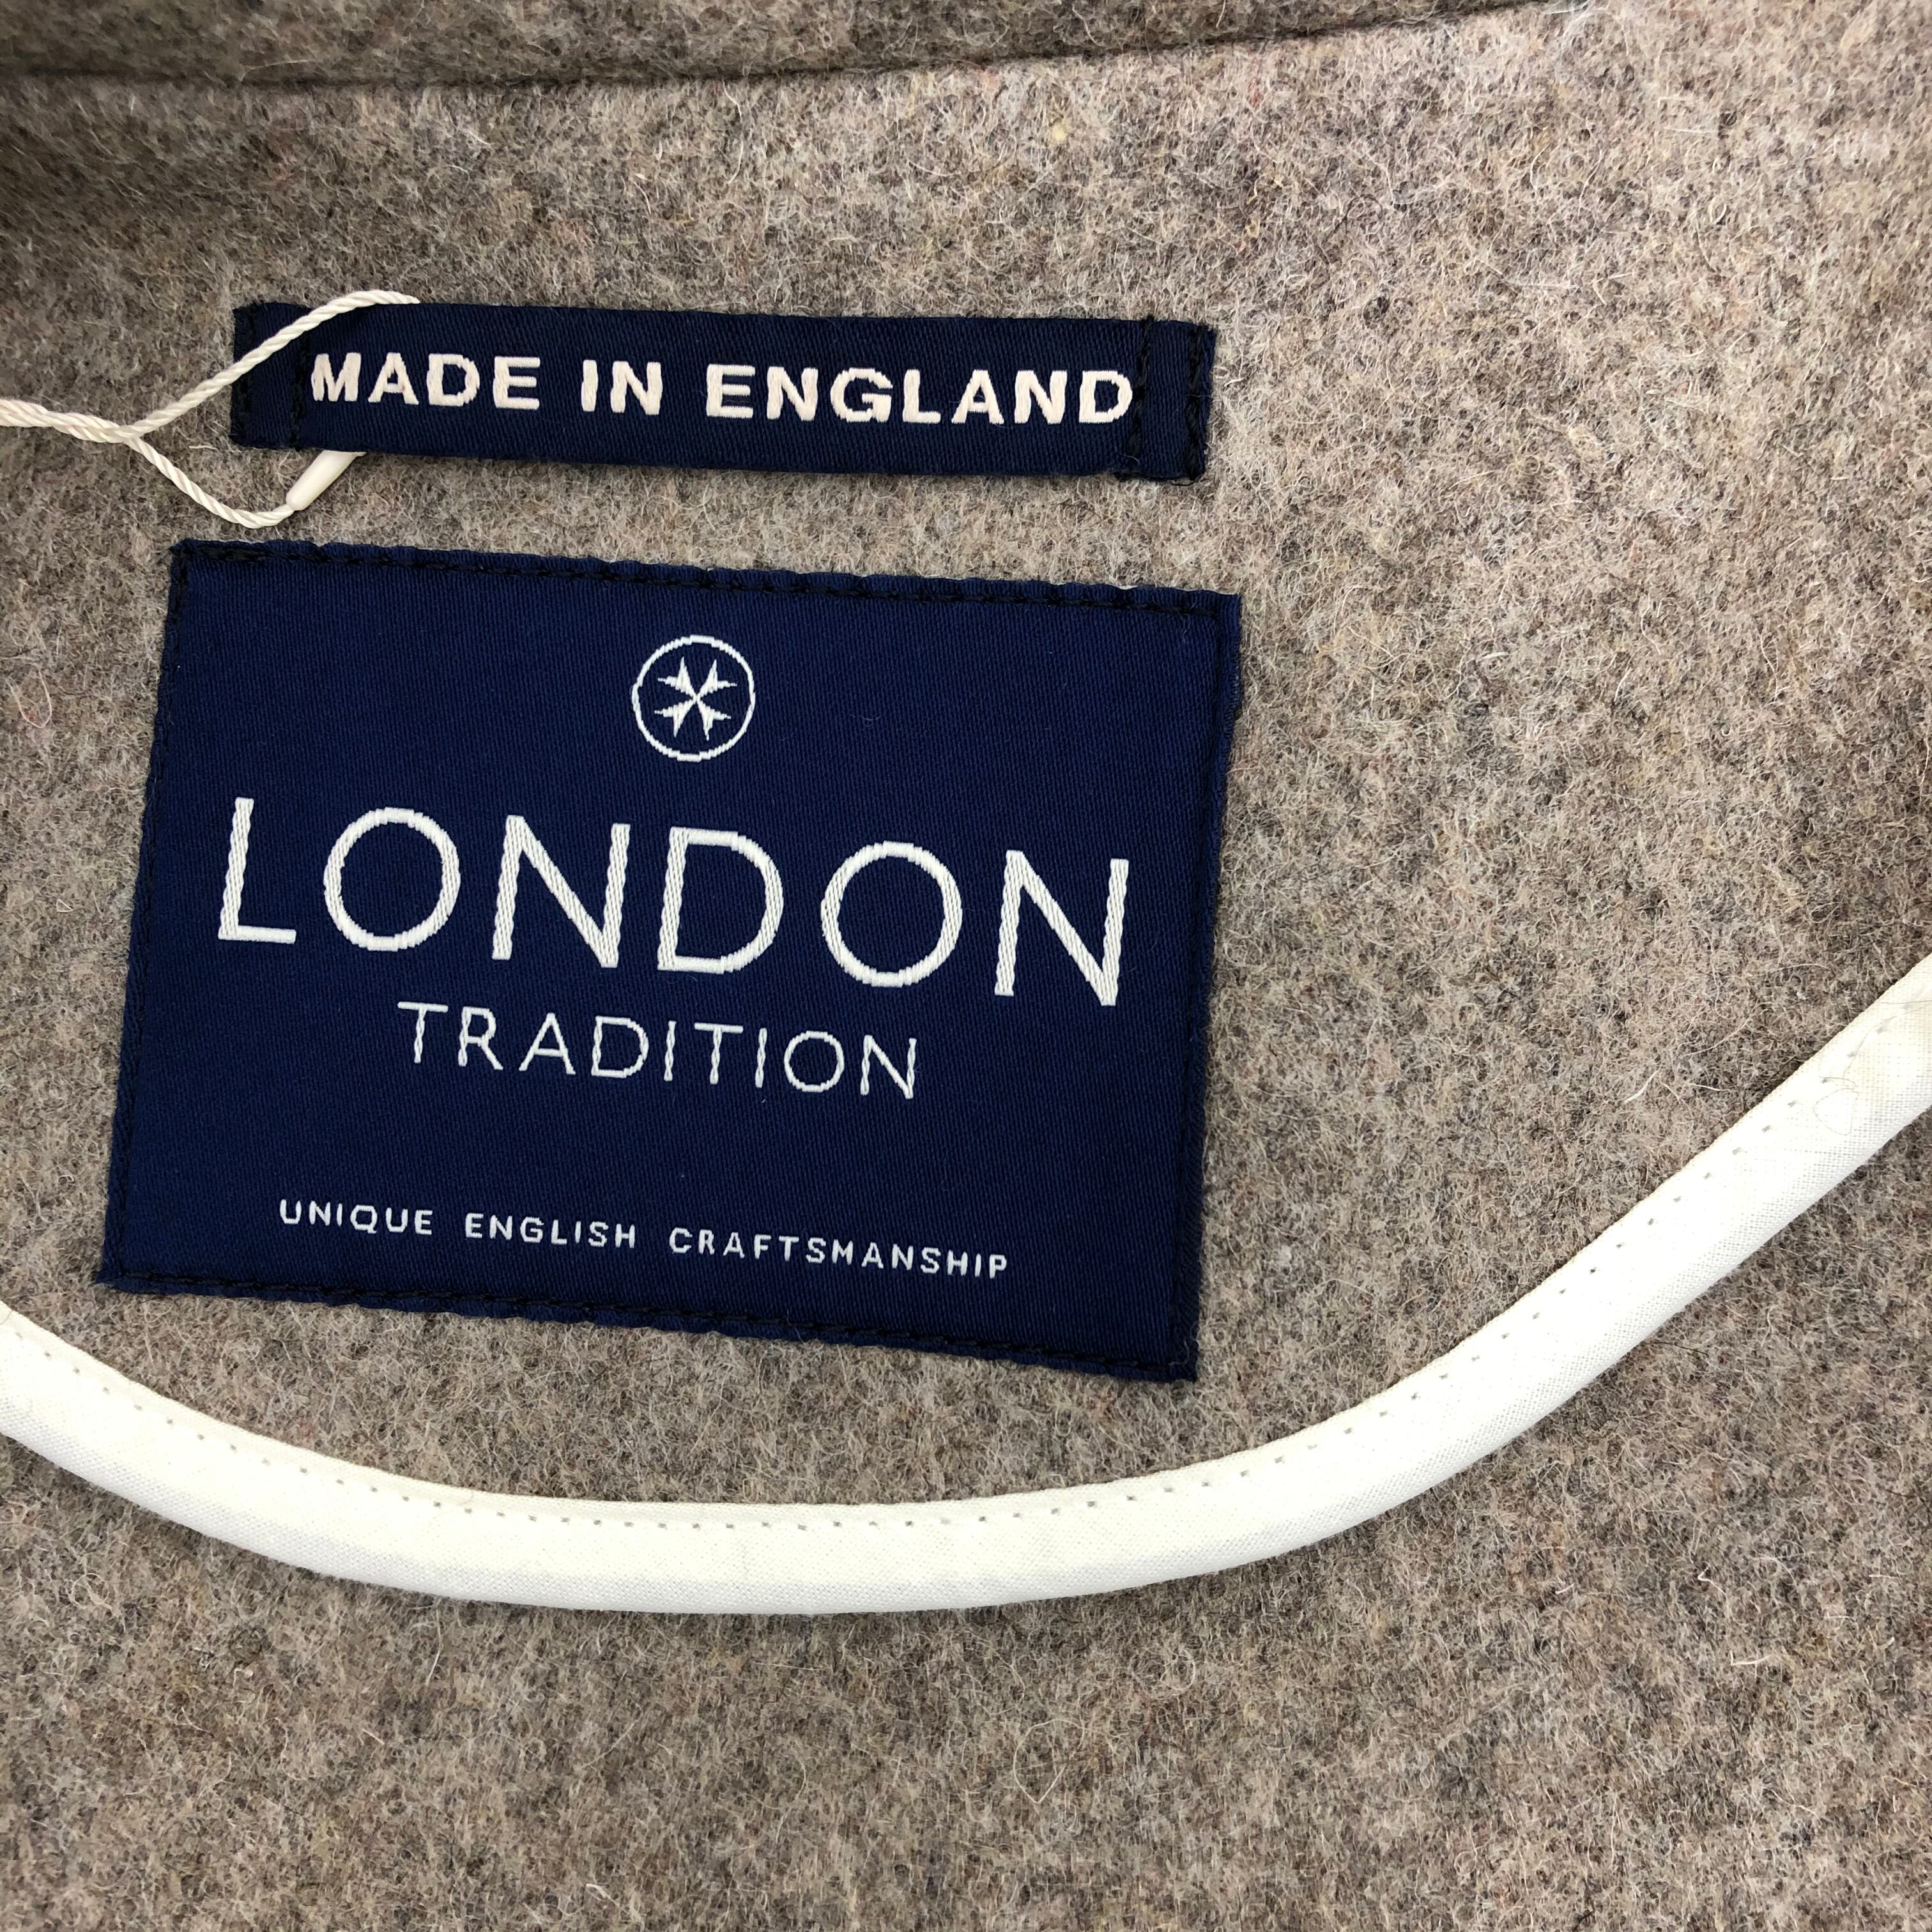 MADE IN ENGLAND
LONDON
TRADITION
UNIQUE ENGLISH CRAFTSMANSHIP